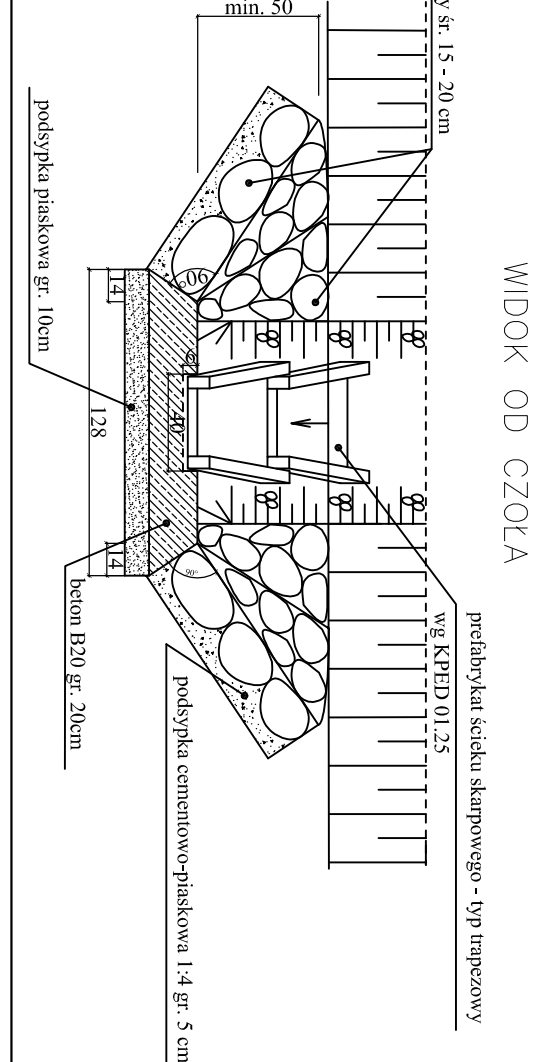 WIDOK OD CZOŁA
prefabrykat ścieku skarpowego - typ trapezowy
wg KPED 01.25
y śr. 15 - 20 cm
min. 50
90°
90°
6
40
14
14
128
podsypka piaskowa gr. 10cm
beton B20 gr. 20cm
podsypka cementowo-piaskowa 1:4 gr. 5 cm